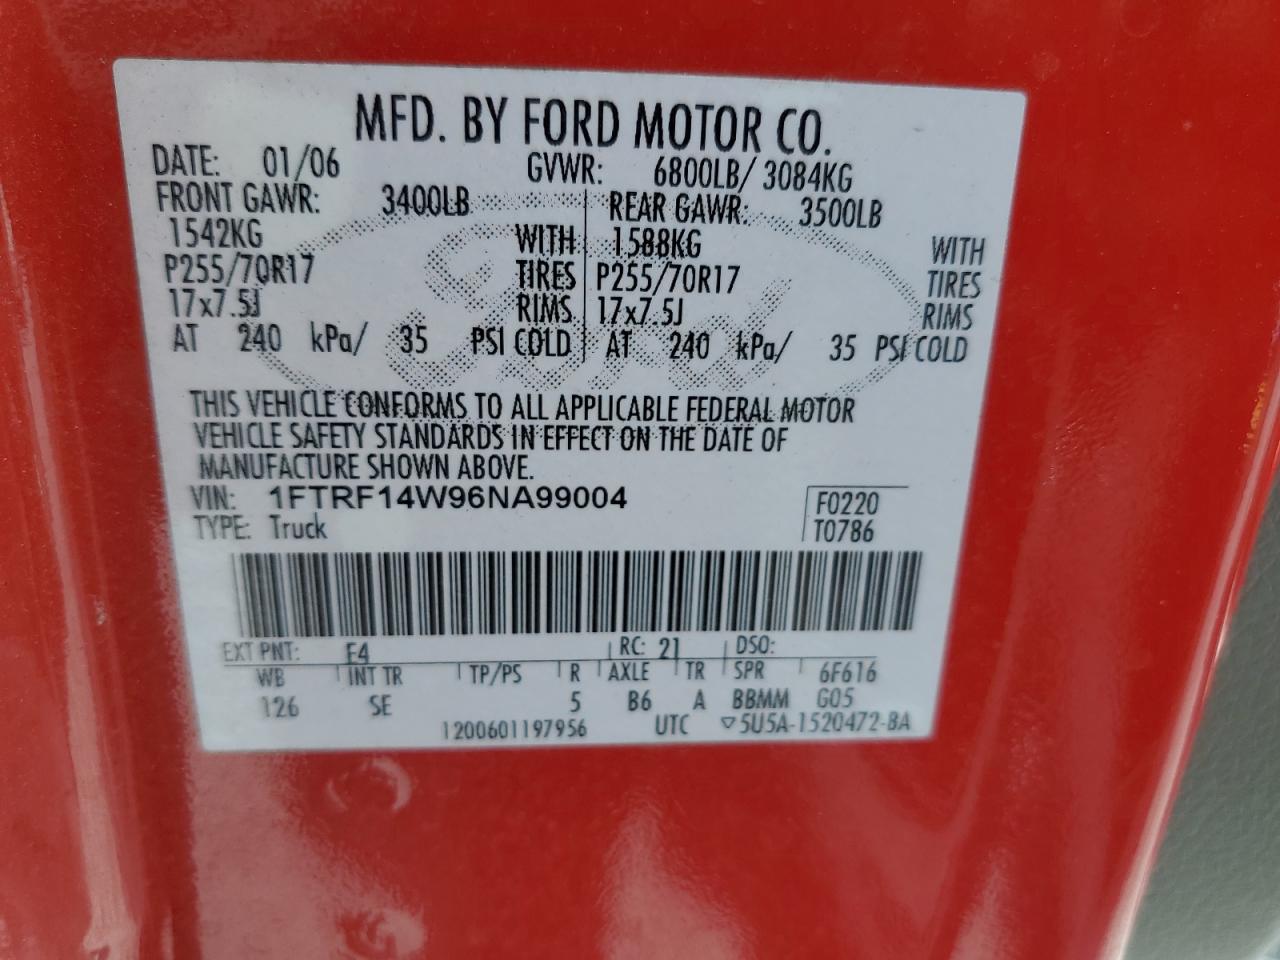 MFD. BY FORD MOTOR CO.
DATE: 01/06 GVWR: 6800LB/ 3084KG
FRONT GAWR: 3400LB REAR GAWR: 3500LB
1542KG WITH 1588KG WITH
P255/70R17 TIRES P255/70R17 TIRES
17x7.5J RIMS 17x7.5J RIMS
AT 240 kPa/ 35 PSI COLD AT 240 kPa/ 35 PSI COLD
Ford
THIS VEHICLE CONFORMS TO ALL APPLICABLE FEDERAL MOTOR
VEHICLE SAFETY STANDARDS IN EFFECT ON THE DATE OF
MANUFACTURE SHOWN ABOVE.
VIN: 1FTRF14W96NA99004 F0220
TYPE: Truck T0786
EXT PNT: F4 RC: 21 DSO:
WB INT TR TP/PS R AXLE TR SPR 6F616
126 SE 5 B6 A BBMM G05
1200601197956 UTC ▽5U5A-1520472-BA